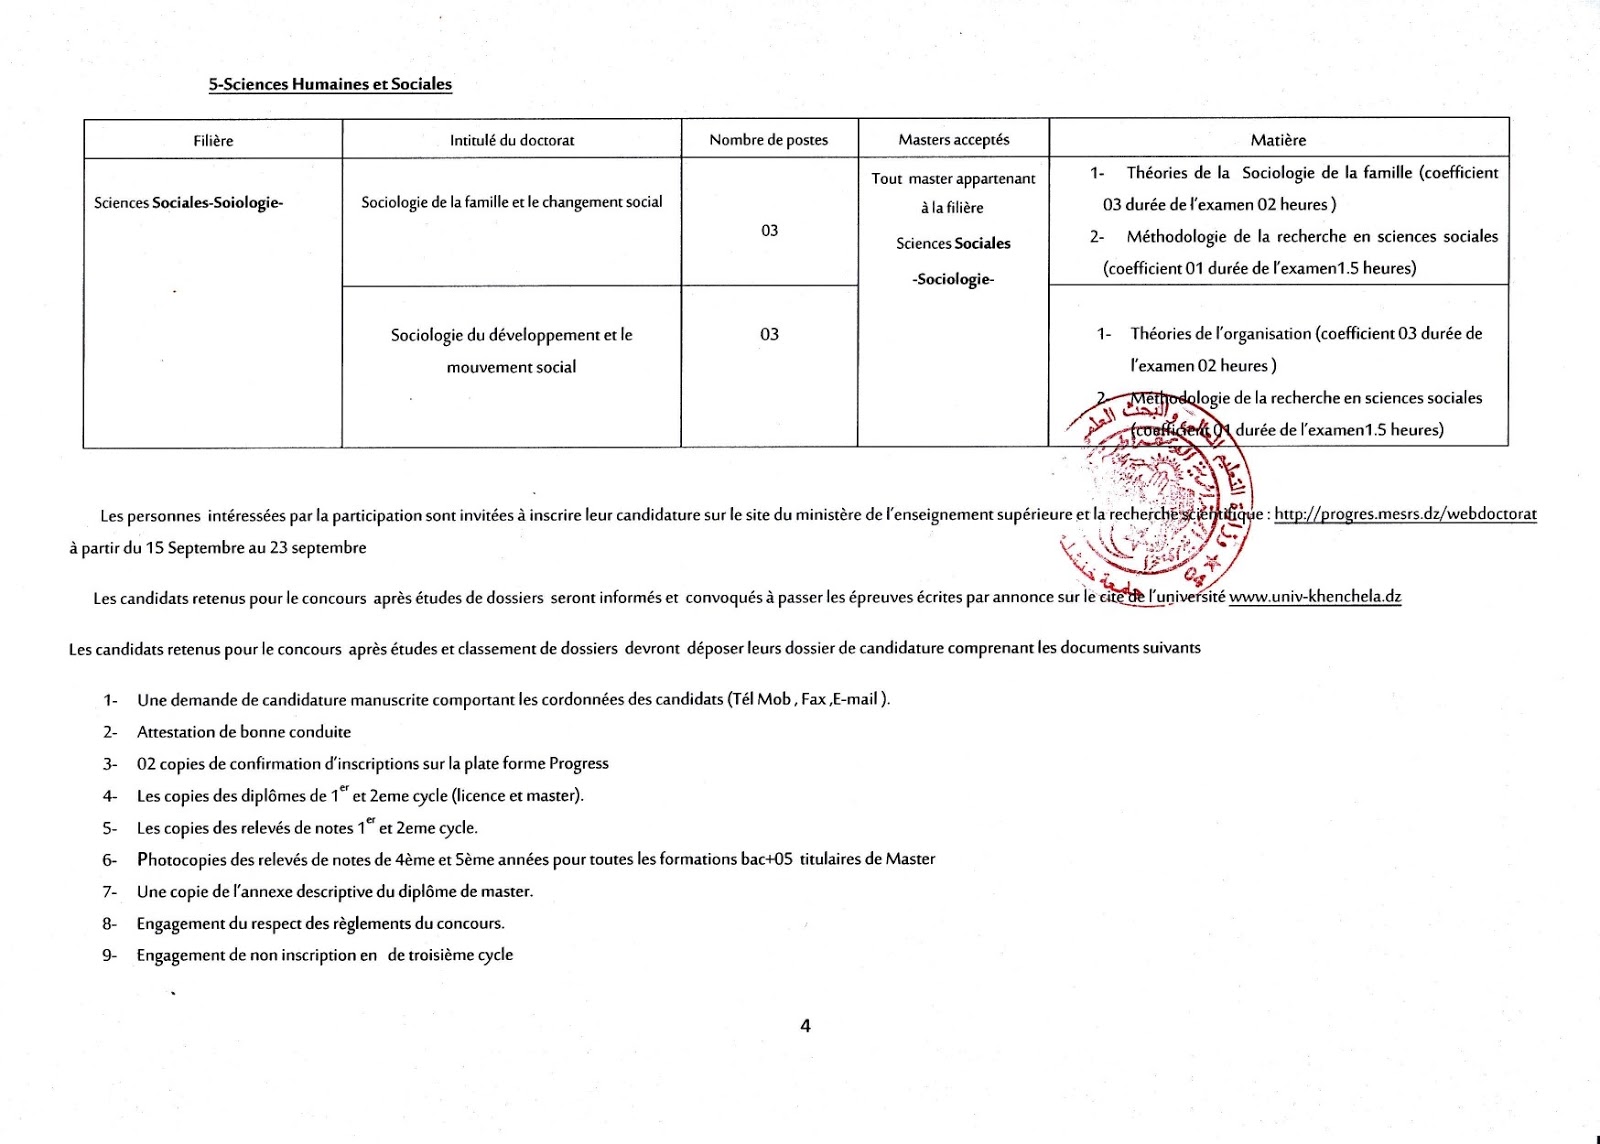 5-Sciences Humaines et Sociales
Filière
Intitulé du doctorat
Nombre de postes
Masters acceptés
Matière
Sciences Sociales-Soiologie-
Sociologie de la famille et le changement social
03
Tout master appartenant
à la filière
Sciences Sociales
-Sociologie-
1- Théories de la Sociologie de la famille (coefficient
03 durée de l'examen 02 heures )
2- Méthodologie de la recherche en sciences sociales
(coefficient 01 durée de l'examen1.5 heures)
Sociologie du développement et le
mouvement social
03
1- Théories de l'organisation (coefficient 03 durée de
l'examen 02 heures )
2- Méthodologie de la recherche en sciences sociales
(coefficient 01 durée de l'examen1.5 heures)
Les personnes intéressées par la participation sont invitées à inscrire leur candidature sur le site du ministère de l'enseignement supérieure et la recherche scientifique : http://progres.mesrs.dz/webdoctorat
à partir du 15 Septembre au 23 septembre
Les candidats retenus pour le concours après études de dossiers seront informés et convoqués à passer les épreuves écrites par annonce sur le cite de l'université www.univ-khenchela.dz
Les candidats retenus pour le concours après études et classement de dossiers devront déposer leurs dossier de candidature comprenant les documents suivants
1- Une demande de candidature manuscrite comportant les cordonnées des candidats (Tél Mob , Fax ,E-mail ).
2- Attestation de bonne conduite
3- 02 copies de confirmation d'inscriptions sur la plate forme Progress
4- Les copies des diplômes de 1er et 2eme cycle (licence et master).
5- Les copies des relevés de notes 1er et 2eme cycle.
6- Photocopies des relevés de notes de 4ème et 5ème années pour toutes les formations bac+05 titulaires de Master
7- Une copie de l'annexe descriptive du diplôme de master.
8- Engagement du respect des règlements du concours.
9- Engagement de non inscription en de troisième cycle
4
وزارة التعليم العالي والبحث
04